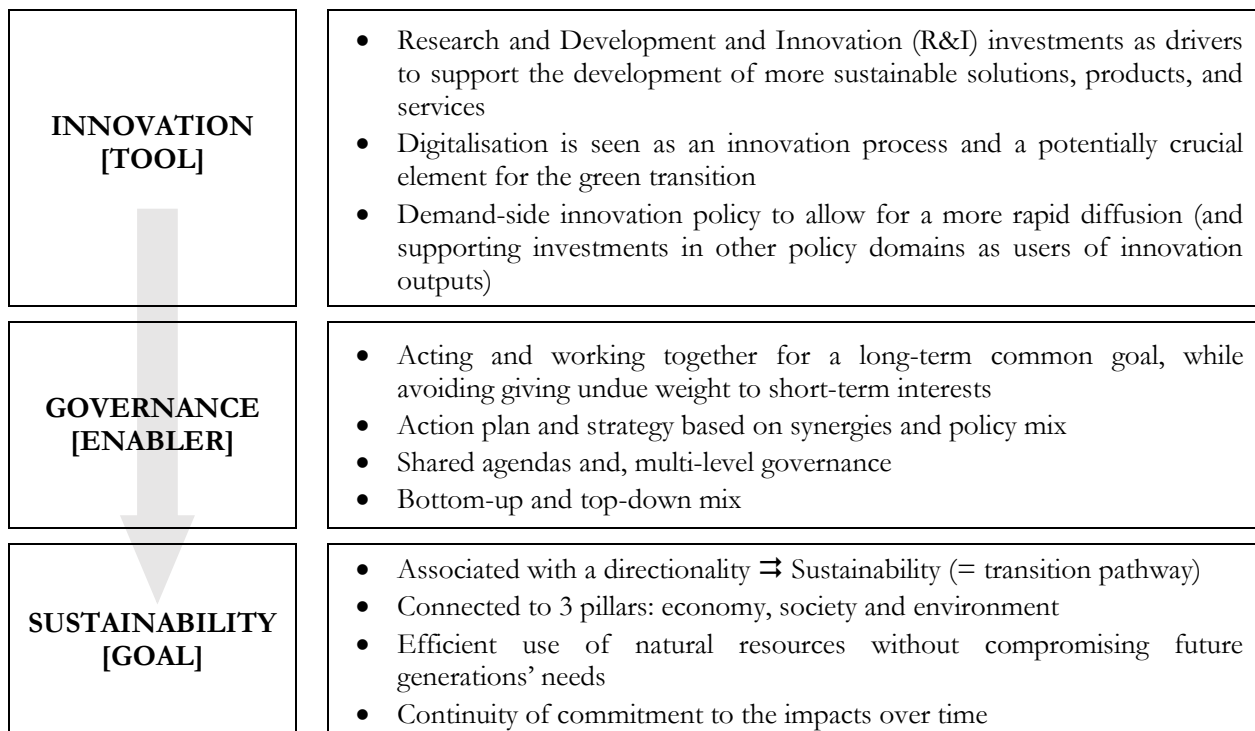 INNOVATION
[TOOL]
• Research and Development and Innovation (R&I) investments as drivers
to support the development of more sustainable solutions, products, and
services
• Digitalisation is seen as an innovation process and a potentially crucial
element for the green transition
• Demand-side innovation policy to allow for a more rapid diffusion (and
supporting investments in other policy domains as users of innovation
outputs)
GOVERNANCE
[ENABLER]
• Acting and working together for a long-term common goal, while
avoiding giving undue weight to short-term interests
• Action plan and strategy based on synergies and policy mix
• Shared agendas and, multi-level governance
• Bottom-up and top-down mix
SUSTAINABILITY
[GOAL]
• Associated with a directionality ⇉ Sustainability (= transition pathway)
• Connected to 3 pillars: economy, society and environment
• Efficient use of natural resources without compromising future
generations’ needs
• Continuity of commitment to the impacts over time